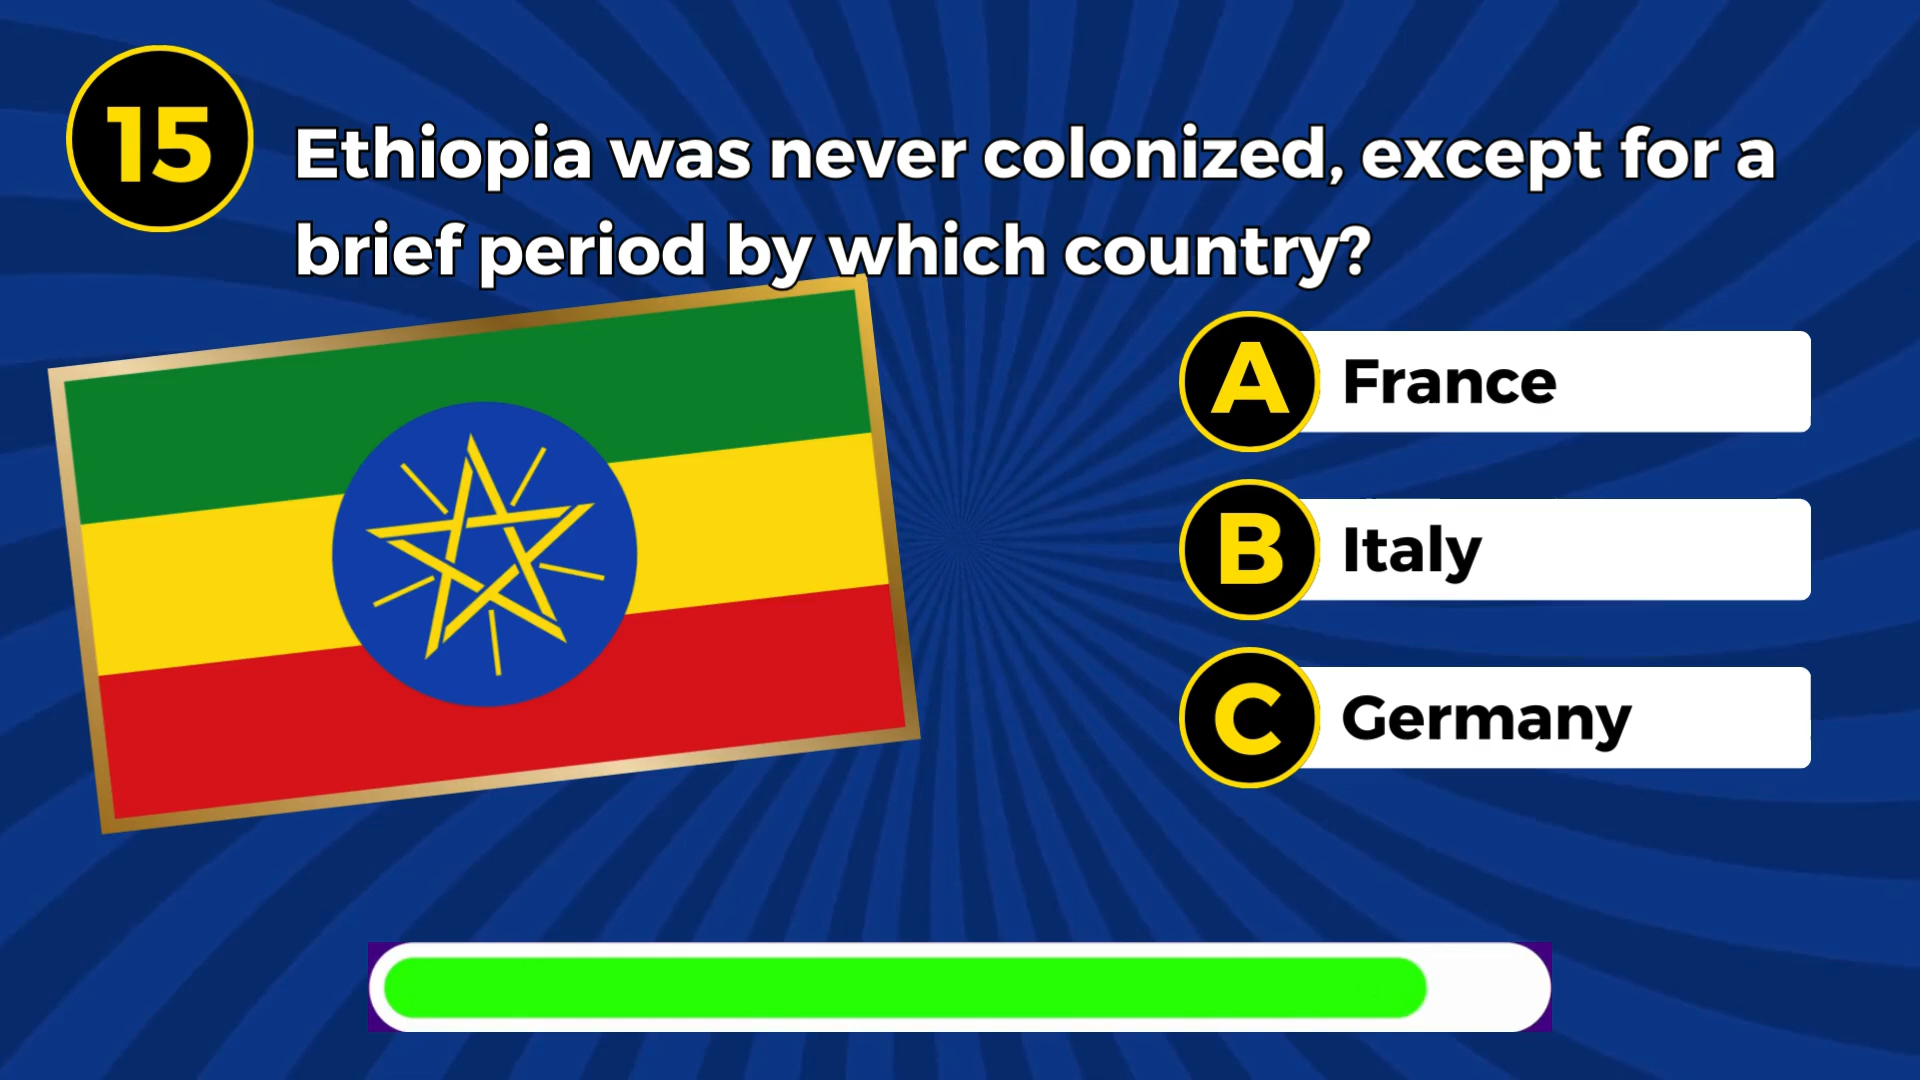 15
Ethiopia was never colonized, except for a
brief period by which country?
A France
B Italy
C Germany